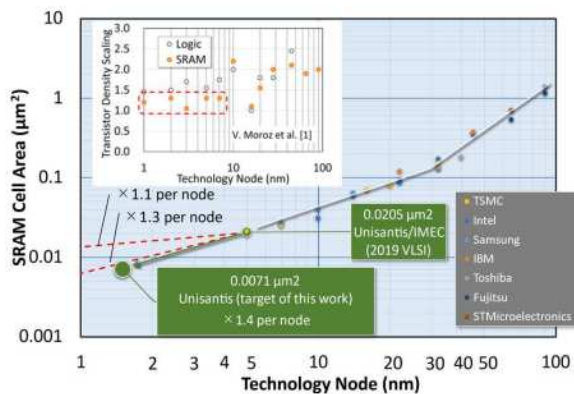 10
1
0.1
0.01
0.001
SRAM Cell Area (μm²)
Transistor Density Scaling
3.0
2.5
2.0
1.5
1.0
0.5
0.0
Logic
SRAM
V. Moroz et al. [1]
1
10
100
Technology Node (nm)
× 1.1 per node
× 1.3 per node
0.0205 μm2
Unisantis/IMEC
(2019 VLSI)
0.0071 μm2
Unisantis (target of this work)
× 1.4 per node
TSMC
Intel
Samsung
IBM
Toshiba
Fujitsu
STMicroelectronics
1 2 3 4 5 10 20 30 40 50 100
Technology Node (nm)